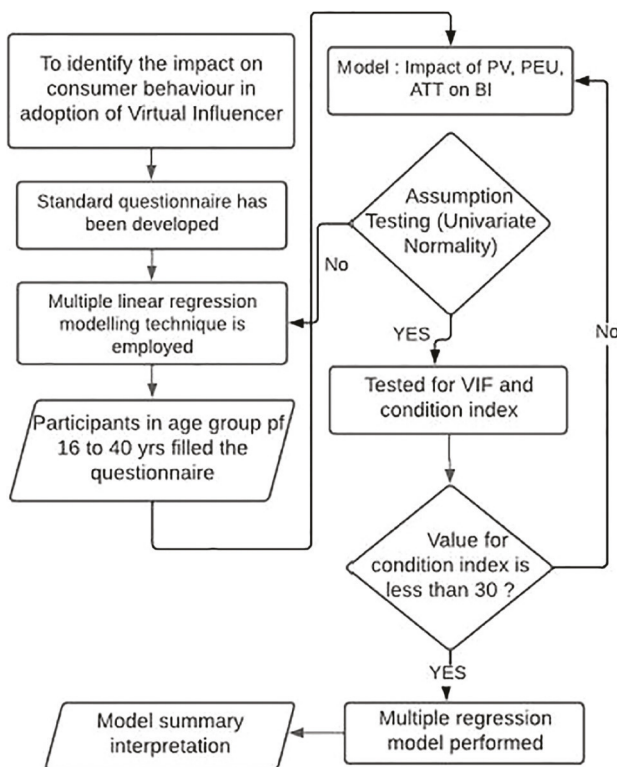 To identify the impact on
consumer behaviour in
adoption of Virtual Influencer
Standard questionnaire has
been developed
Multiple linear regression
modelling technique is
employed
Participants in age group pf
16 to 40 yrs filled the
questionnaire
Model : Impact of PV, PEU,
ATT on BI
Assumption
Testing (Univariate
Normality)
No
YES
Tested for VIF and
condition index
No
Value for
condition index is
less than 30 ?
YES
Multiple regression
model performed
Model summary
interpretation